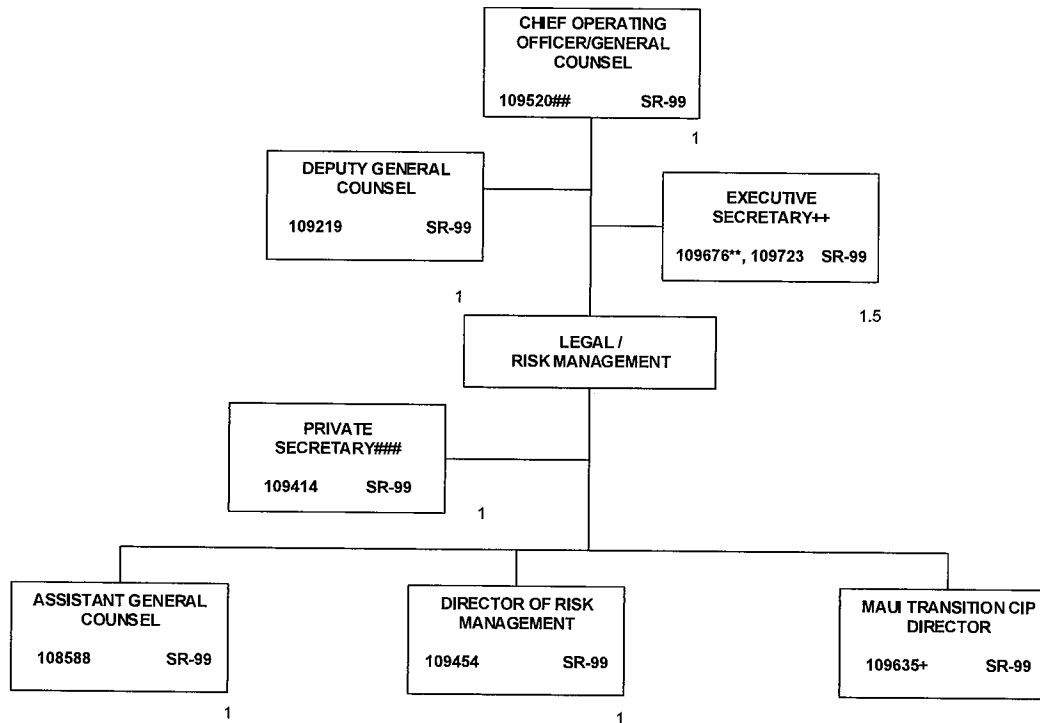 CHIEF OPERATING
OFFICER/GENERAL
COUNSEL
109520## SR-99
1
DEPUTY GENERAL
COUNSEL
109219 SR-99
1
EXECUTIVE
SECRETARY++
109676**, 109723 SR-99
1.5
LEGAL /
RISK MANAGEMENT
PRIVATE
SECRETARY###
109414 SR-99
1
ASSISTANT GENERAL
COUNSEL
108588 SR-99
1
DIRECTOR OF RISK
MANAGEMENT
109454 SR-99
1
MAUI TRANSITION CIP
DIRECTOR
109635+ SR-99